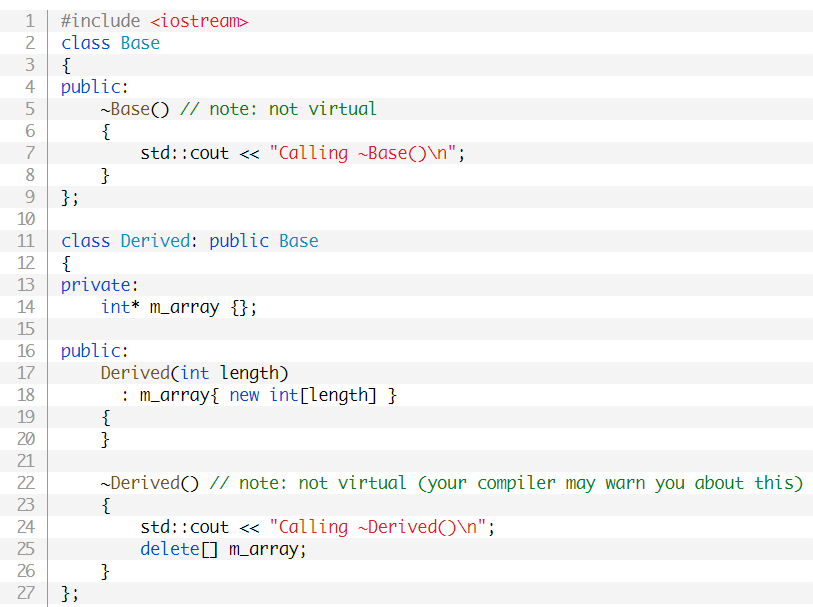 1 #include <iostream>
2 class Base
3 {
4 public:
5     ~Base() // note: not virtual
6     {
7         std::cout << "Calling ~Base()\n";
8     }
9 };
10
11 class Derived: public Base
12 {
13 private:
14     int* m_array {};
15
16 public:
17     Derived(int length)
18       : m_array{ new int[length] }
19     {
20     }
21
22     ~Derived() // note: not virtual (your compiler may warn you about this)
23     {
24         std::cout << "Calling ~Derived()\n";
25         delete[] m_array;
26     }
27 };